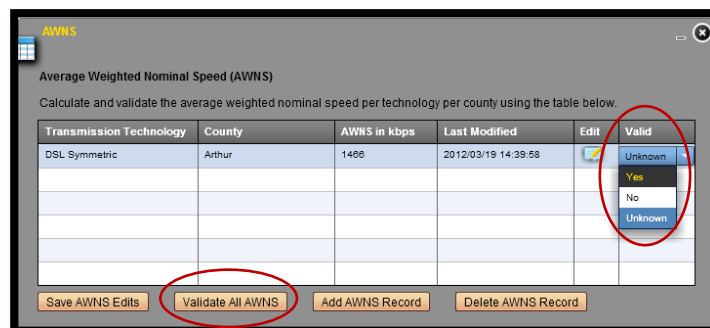 AWNS
Average Weighted Nominal Speed (AWNS)
Calculate and validate the average weighted nominal speed per technology per county using the table below.
Transmission Technology County AWNS in kbps Last Modified Edit Valid
DSL Symmetric Arthur 1466 2012/03/19 14:39:58 Unknown
Yes
No
Unknown
Save AWNS Edits Validate All AWNS Add AWNS Record Delete AWNS Record